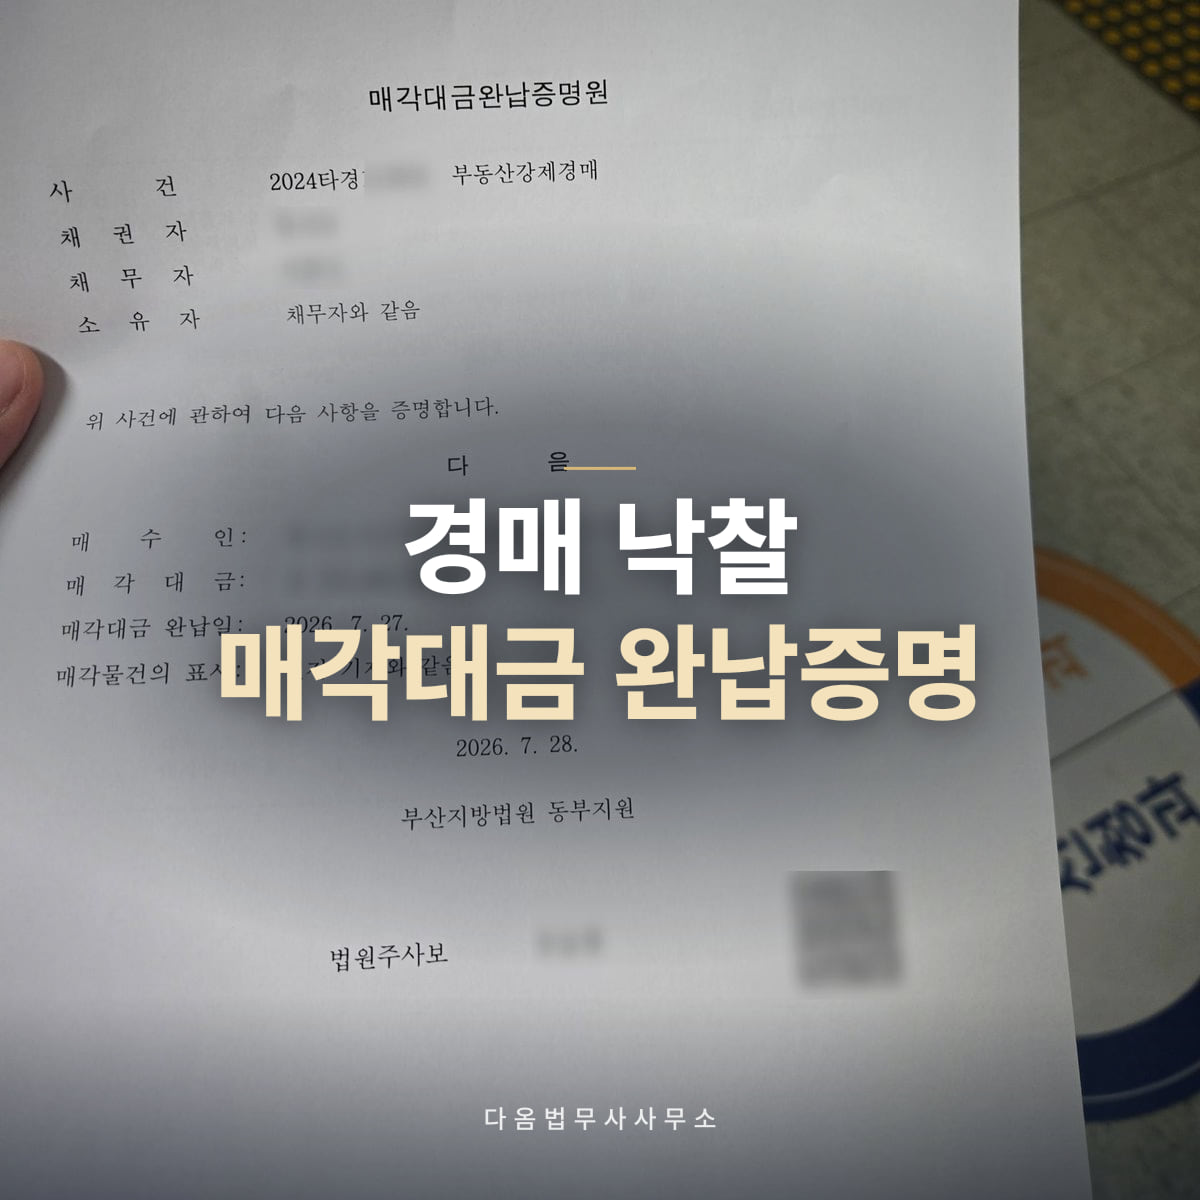 매각대금완납증명원
사 건 2024타경 부동산강제경매
채 권 자
채 무 자
소 유 자 채무자와 같음
위 사건에 관하여 다음 사항을 증명합니다.
다 음
경매 낙찰
매 수 인:
매 각 대 금:
매각대금 완납일: 2026. 7. 27.
매각물건의 표시: 기재와 같음
매각대금 완납증명
2026. 7. 28.
부산지방법원 동부지원
법원주사보
다옴법무사사무소